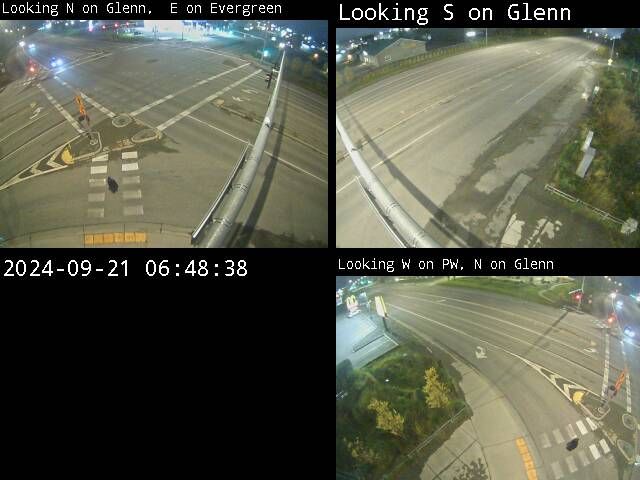 Looking N on Glenn,  E on Evergreen
Looking S on Glenn
2024-09-21 06:48:38
Looking W on PW, N on Glenn